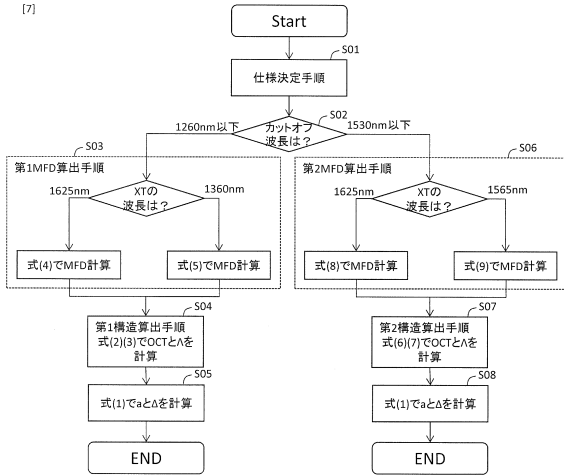 [7]
Start
S01
仕様決定手順
S02
カットオフ
波長は？
1260nm以下
1530nm以下
S03
第1MFD算出手順
XTの
波長は？
1625nm
1360nm
式(4)でMFD計算
式(5)でMFD計算
S06
第2MFD算出手順
XTの
波長は？
1625nm
1565nm
式(8)でMFD計算
式(9)でMFD計算
S04
第1構造算出手順
式(2)(3)でOCTとΛを
計算
S05
式(1)でaとΔを計算
END
S07
第2構造算出手順
式(6)(7)でOCTとΛを
計算
S08
式(1)でaとΔを計算
END